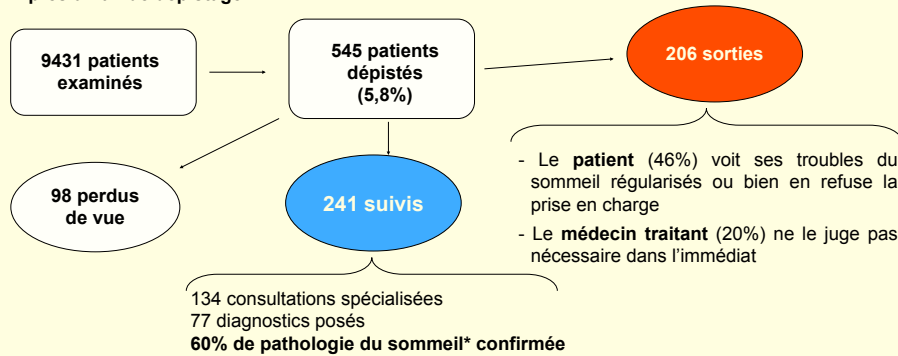 9431 patients
examinés
545 patients
dépistés
(5,8%)
206 sorties
98 perdus
de vue
241 suivis
- Le patient (46%) voit ses troubles du
sommeil régularisés ou bien en refuse la
prise en charge
- Le médecin traitant (20%) ne le juge pas
nécessaire dans l'immédiat
134 consultations spécialisées
77 diagnostics posés
60% de pathologie du sommeil* confirmée